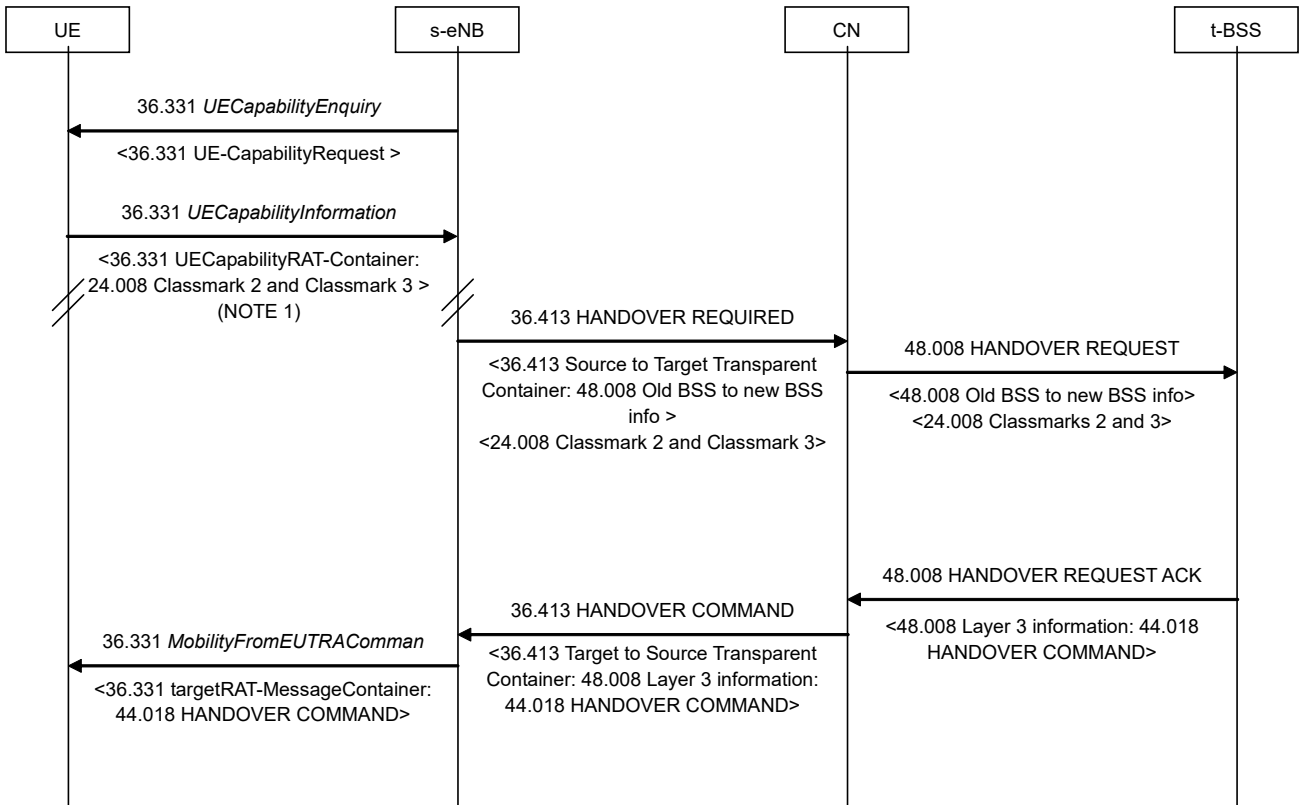 UE
s-eNB
CN
t-BSS
36.331 UECapabilityEnquiry
<36.331 UE-CapabilityRequest >
36.331 UECapabilityInformation
<36.331 UECapabilityRAT-Container:
24.008 Classmark 2 and Classmark 3 >
(NOTE 1)
36.413 HANDOVER REQUIRED
<36.413 Source to Target Transparent
Container: 48.008 Old BSS to new BSS
info >
<24.008 Classmark 2 and Classmark 3>
48.008 HANDOVER REQUEST
<48.008 Old BSS to new BSS info>
<24.008 Classmarks 2 and 3>
48.008 HANDOVER REQUEST ACK
<48.008 Layer 3 information: 44.018
HANDOVER COMMAND>
36.413 HANDOVER COMMAND
<36.413 Target to Source Transparent
Container: 48.008 Layer 3 information:
44.018 HANDOVER COMMAND>
36.331 MobilityFromEUTRAComman
<36.331 targetRAT-MessageContainer:
44.018 HANDOVER COMMAND>